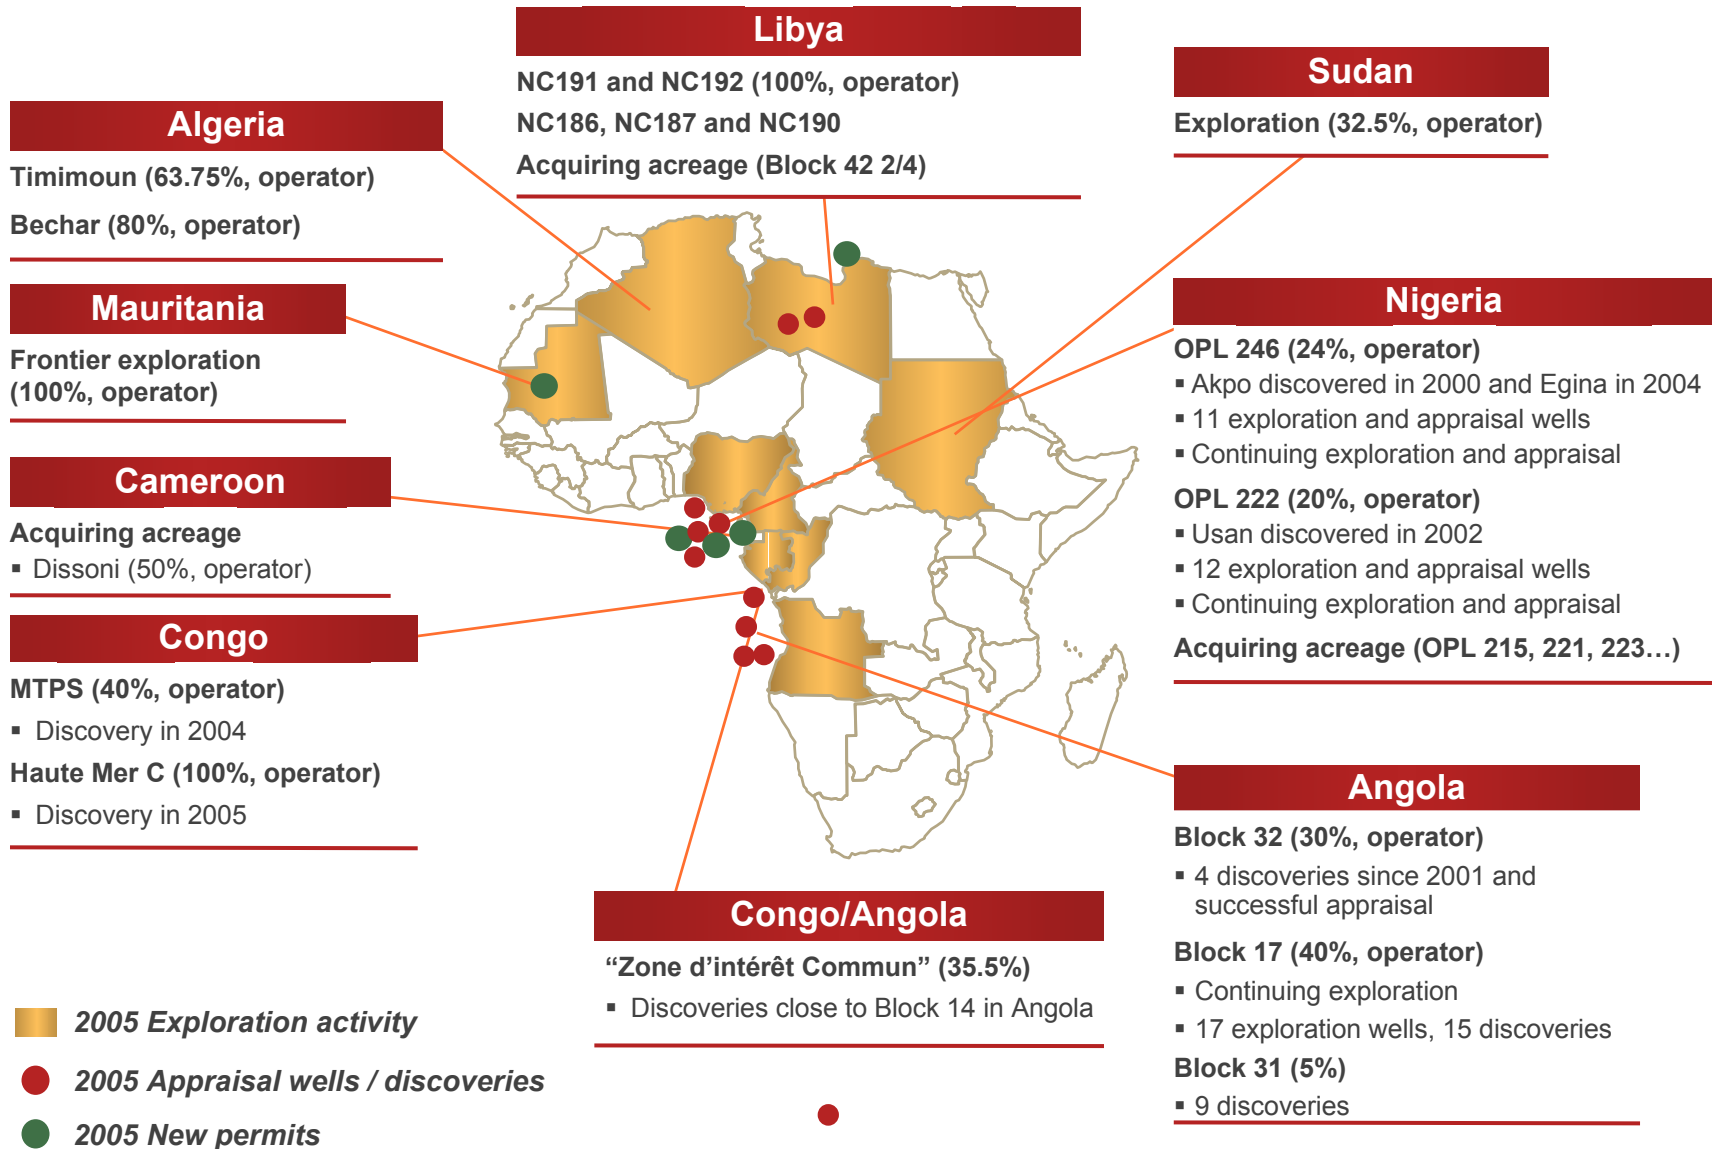 Libya
NC191 and NC192 (100%, operator)
NC186, NC187 and NC190
Acquiring acreage (Block 42 2/4)
Sudan
Exploration (32.5%, operator)
Algeria
Timimoun (63.75%, operator)
Bechar (80%, operator)
Mauritania
Frontier exploration
(100%, operator)
Nigeria
OPL 246 (24%, operator)
▪ Akpo discovered in 2000 and Egina in 2004
▪ 11 exploration and appraisal wells
▪ Continuing exploration and appraisal
OPL 222 (20%, operator)
▪ Usan discovered in 2002
▪ 12 exploration and appraisal wells
▪ Continuing exploration and appraisal
Acquiring acreage (OPL 215, 221, 223…)
Cameroon
Acquiring acreage
▪ Dissoni (50%, operator)
Congo
MTPS (40%, operator)
▪ Discovery in 2004
Haute Mer C (100%, operator)
▪ Discovery in 2005
Angola
Block 32 (30%, operator)
▪ 4 discoveries since 2001 and
successful appraisal
Block 17 (40%, operator)
▪ Continuing exploration
▪ 17 exploration wells, 15 discoveries
Block 31 (5%)
▪ 9 discoveries
Congo/Angola
“Zone d’intérêt Commun” (35.5%)
▪ Discoveries close to Block 14 in Angola
2005 Exploration activity
2005 Appraisal wells / discoveries
2005 New permits